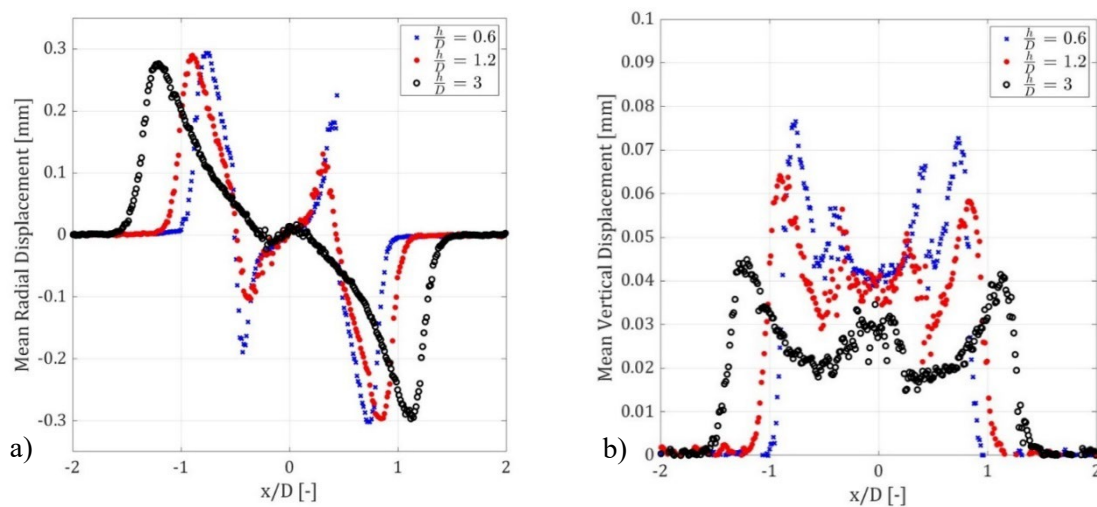 Mean Radial Displacement [mm]
0.3
0.2
0.1
0
-0.1
-0.2
-0.3
-2
-1
0
1
2
x/D [-]
h/D = 0.6
h/D = 1.2
h/D = 3
a)
Mean Vertical Displacement [mm]
0.1
0.09
0.08
0.07
0.06
0.05
0.04
0.03
0.02
0.01
0
-2
-1
0
1
2
x/D [-]
h/D = 0.6
h/D = 1.2
h/D = 3
b)